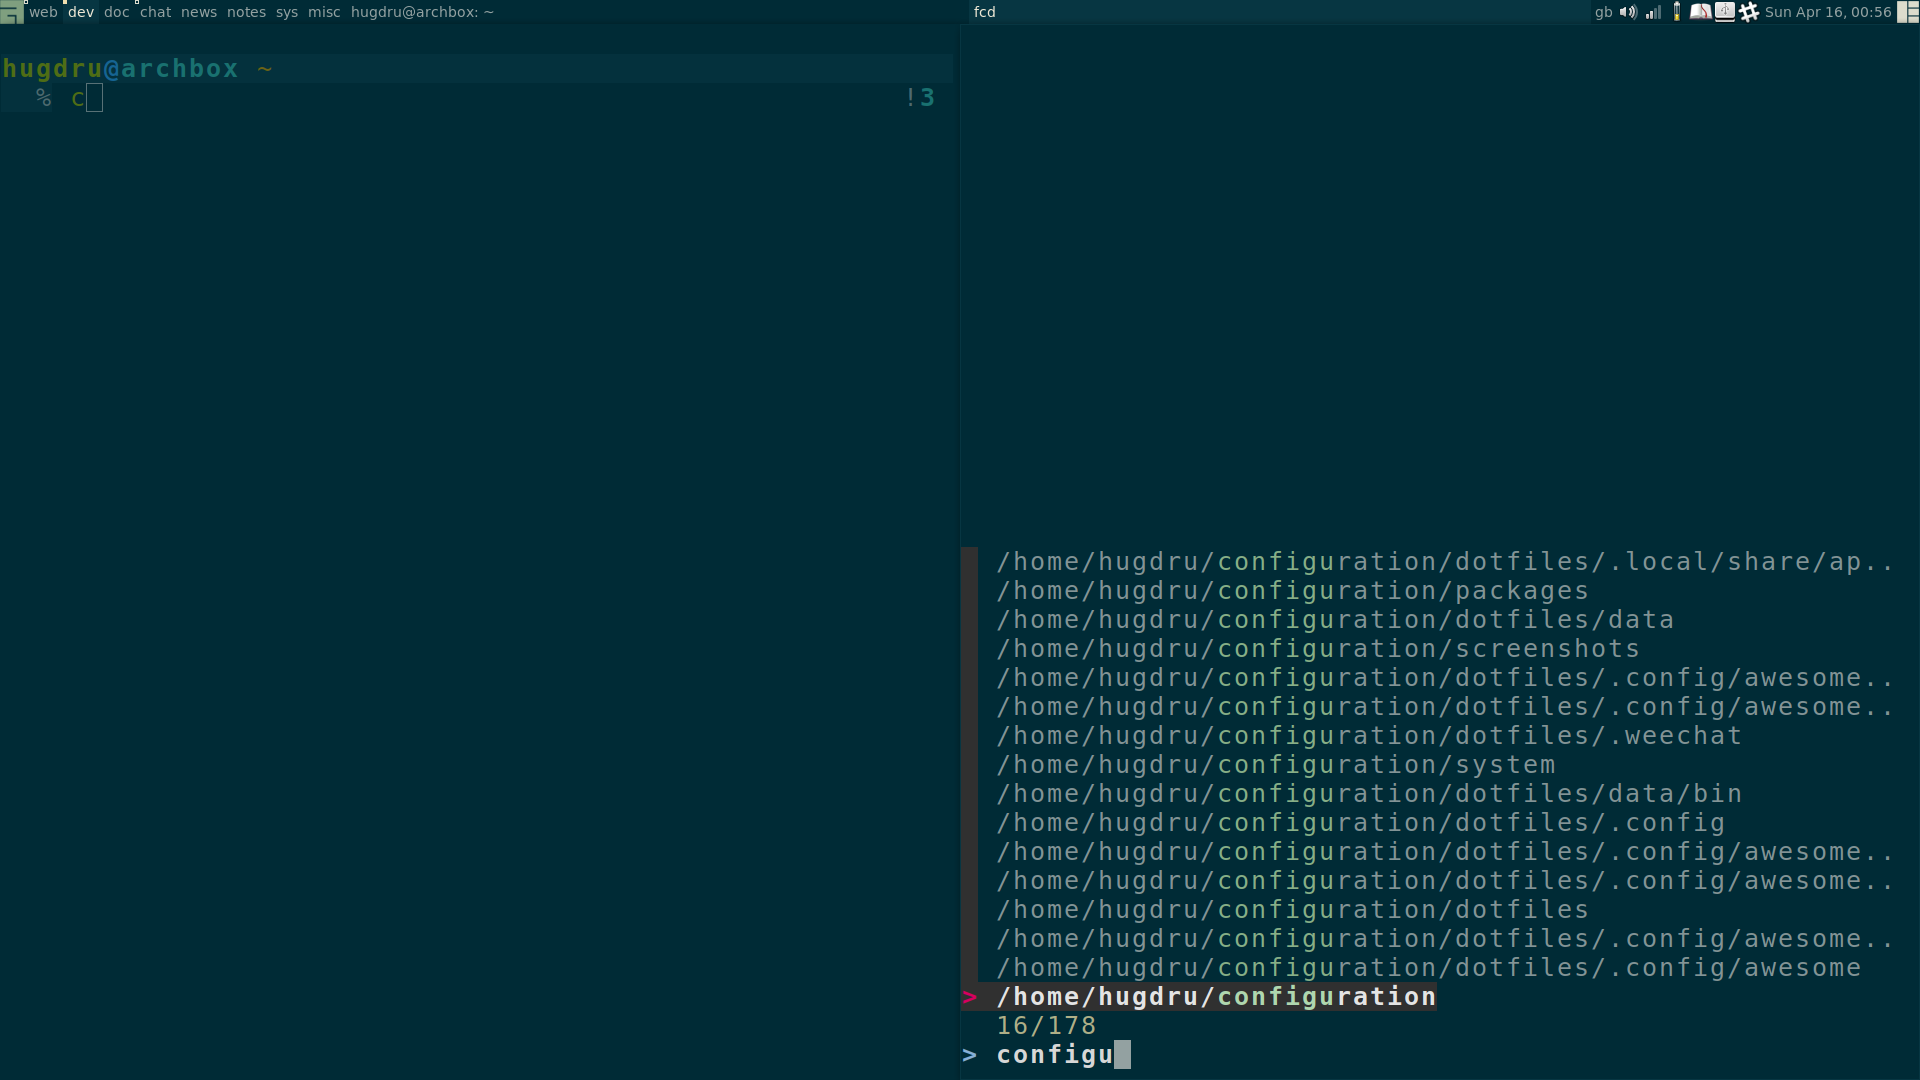 web dev doc chat news notes sys misc hugdru@archbox: ~ fcd gb Sun Apr 16, 00:56
hugdru@archbox ~
% c !3
/home/hugdru/configuration/dotfiles/.local/share/ap..
/home/hugdru/configuration/packages
/home/hugdru/configuration/dotfiles/data
/home/hugdru/configuration/screenshots
/home/hugdru/configuration/dotfiles/.config/awesome..
/home/hugdru/configuration/dotfiles/.config/awesome..
/home/hugdru/configuration/dotfiles/.weechat
/home/hugdru/configuration/system
/home/hugdru/configuration/dotfiles/data/bin
/home/hugdru/configuration/dotfiles/.config
/home/hugdru/configuration/dotfiles/.config/awesome..
/home/hugdru/configuration/dotfiles/.config/awesome..
/home/hugdru/configuration/dotfiles
/home/hugdru/configuration/dotfiles/.config/awesome..
/home/hugdru/configuration/dotfiles/.config/awesome
> /home/hugdru/configuration
16/178
> configu